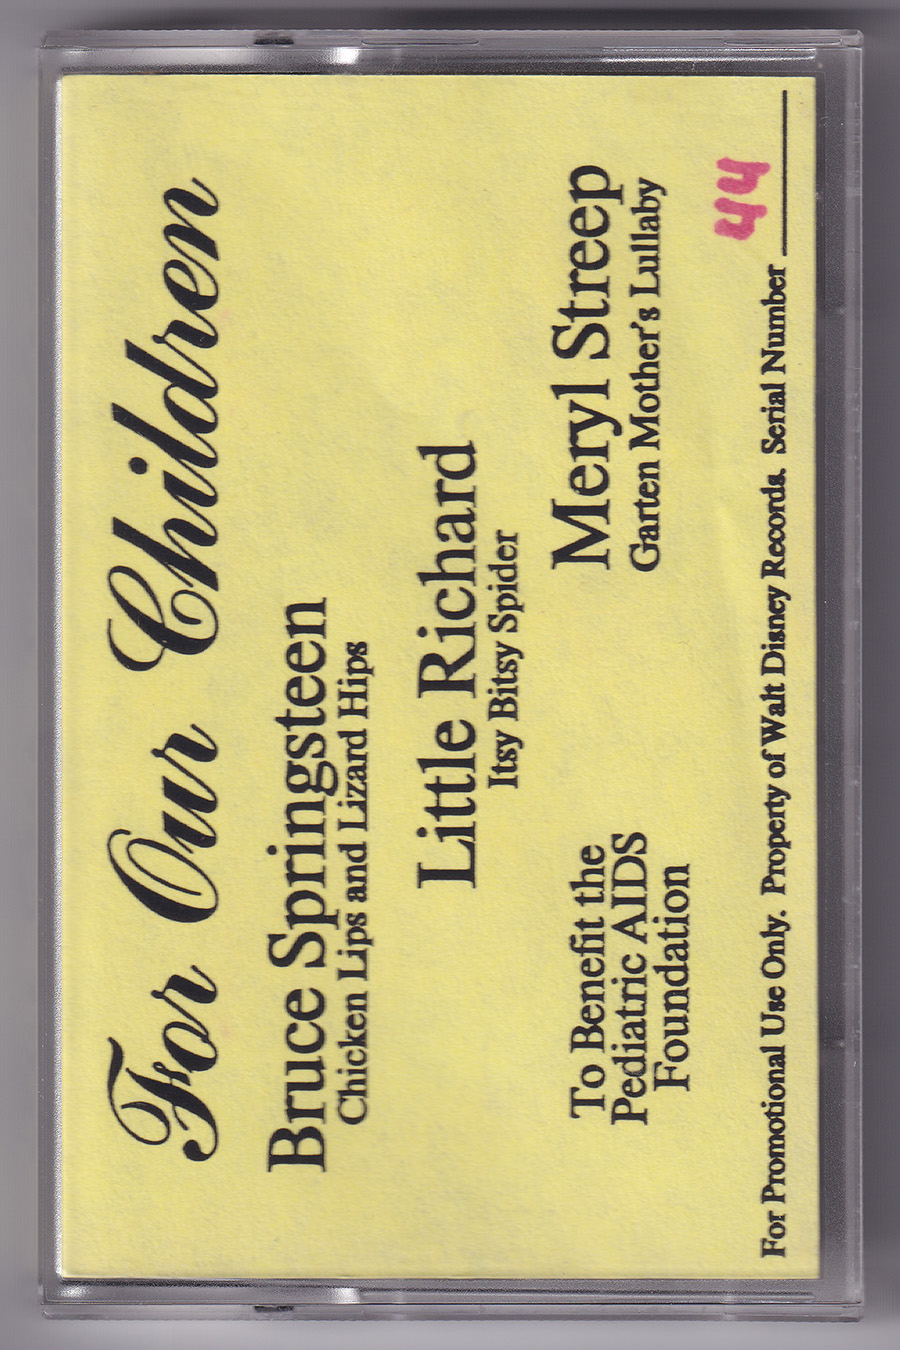 For Our Children
Bruce Springsteen
Chicken Lips and Lizard Hips
Little Richard
Itsy Bitsy Spider
Meryl Streep
Garten Mother's Lullaby
To Benefit the
Pediatric AIDS
Foundation
44
For Promotional Use Only. Property of Walt Disney Records. Serial Number